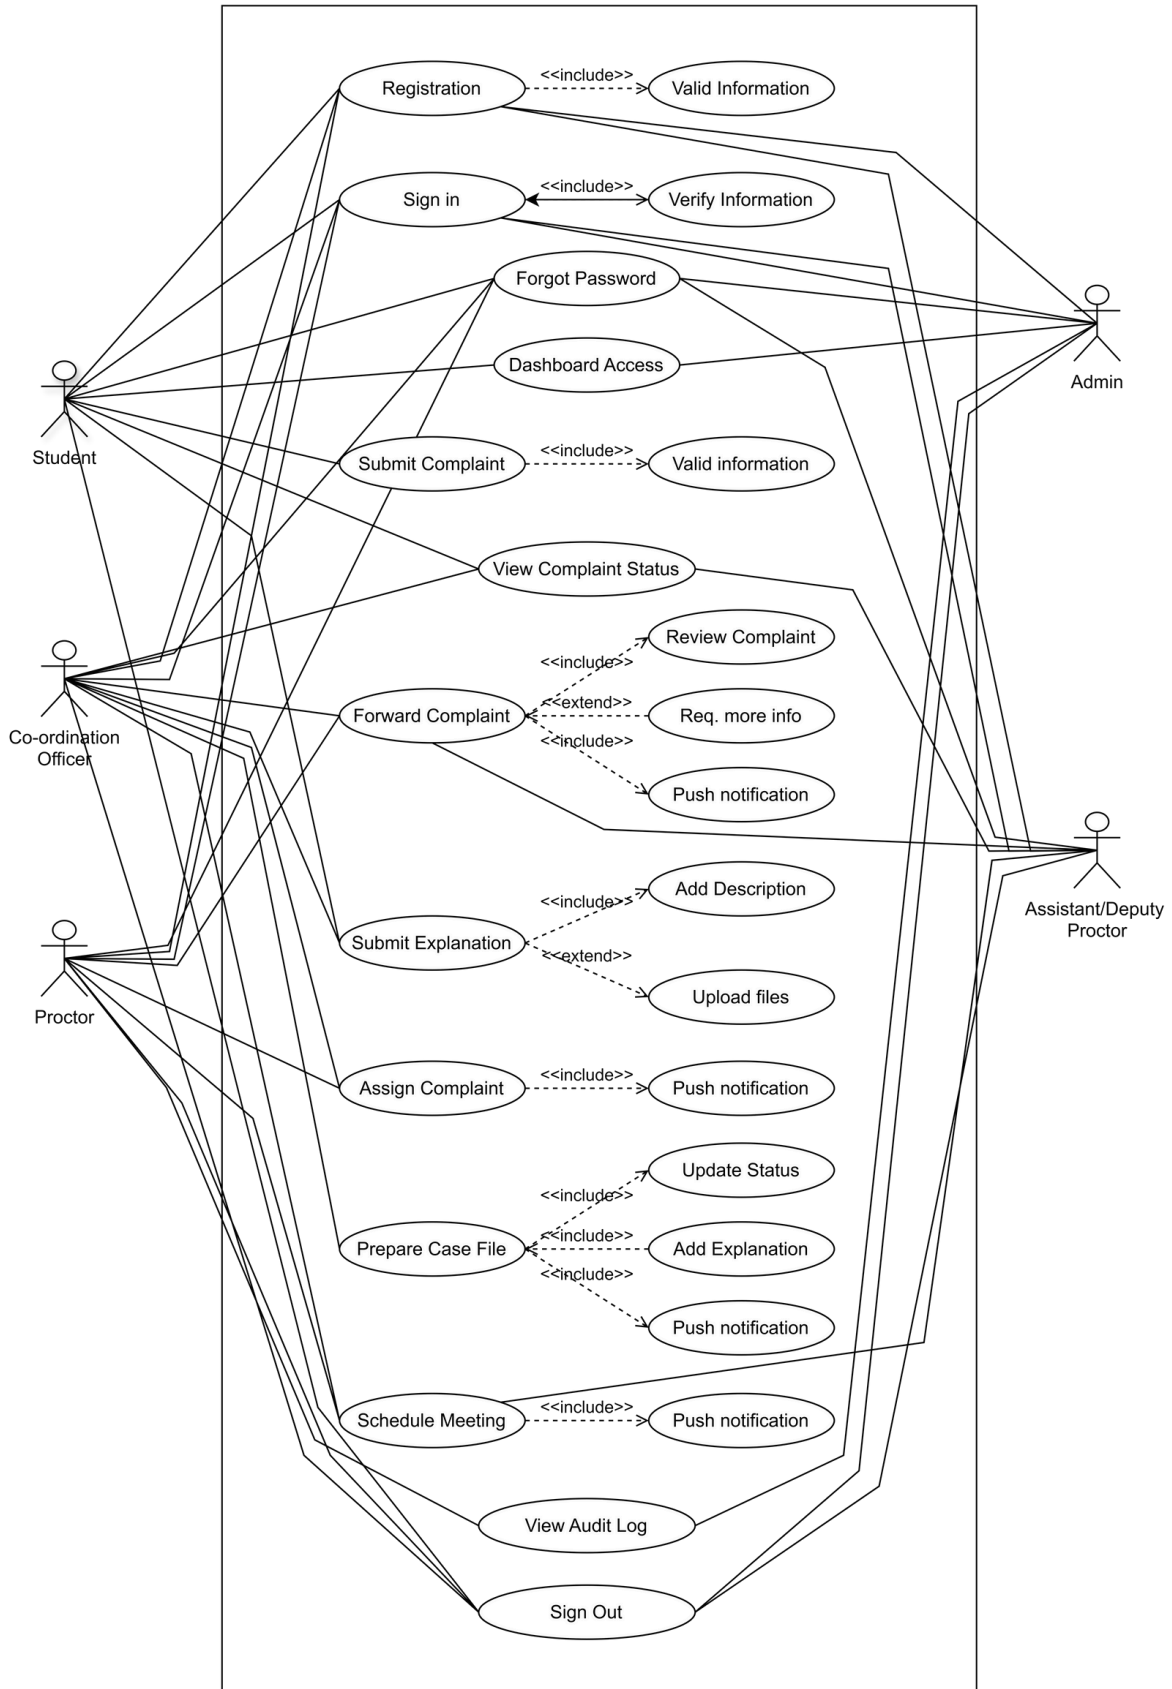 Registration
<<include>>
Valid Information
Sign in
<<include>>
Verify Information
Forgot Password
Dashboard Access
Admin
Student
Submit Complaint
<<include>>
Valid information
View Complaint Status
Review Complaint
<<include>>
Forward Complaint
<<extend>>
Req. more info
<<include>>
Push notification
Co-ordination
Officer
Add Description
<<include>>
Submit Explanation
<<extend>>
Upload files
Assistant/Deputy
Proctor
Proctor
Assign Complaint
<<include>>
Push notification
Update Status
<<include>>
Prepare Case File
<<include>>
Add Explanation
<<include>>
Push notification
Schedule Meeting
<<include>>
Push notification
View Audit Log
Sign Out